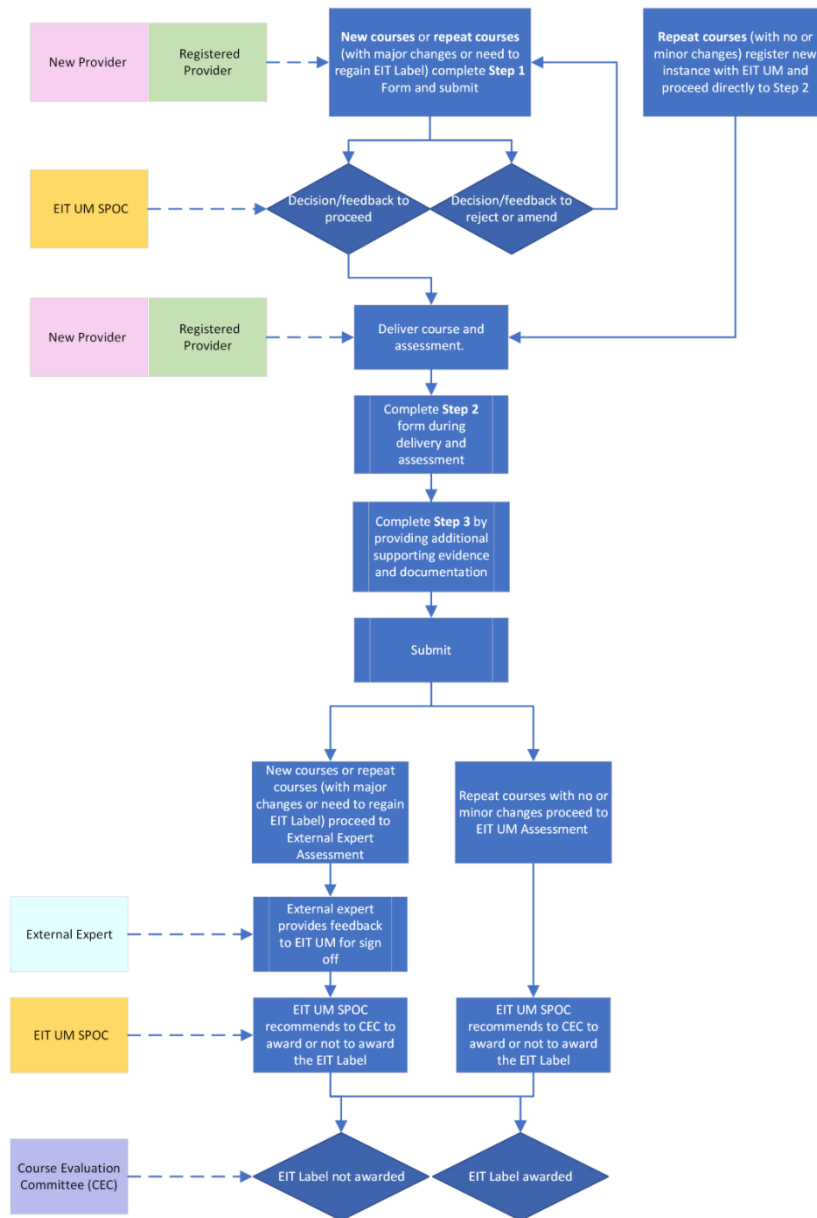 New Provider
Registered
Provider
New courses or repeat courses
(with major changes or need to
regain EIT Label) complete Step 1
Form and submit
Repeat courses (with no or
minor changes) register new
instance with EIT UM and
proceed directly to Step 2
EIT UM SPOC
Decision/feedback to
proceed
Decision/feedback to
reject or amend
New Provider
Registered
Provider
Deliver course and
assessment.
Complete Step 2
form during
delivery and
assessment
Complete Step 3 by
providing additional
supporting evidence
and documentation
Submit
New courses or repeat
courses (with major
changes or need to regain
EIT Label) proceed to
External Expert
Assessment
Repeat courses with no or
minor changes proceed to
EIT UM Assessment
External Expert
External expert
provides feedback
to EIT UM for sign
off
EIT UM SPOC
EIT UM SPOC
recommends to CEC to
award or not to award
the EIT Label
EIT UM SPOC
recommends to CEC to
award or not to award
the EIT Label
Course Evaluation
Committee (CEC)
EIT Label not awarded
EIT Label awarded